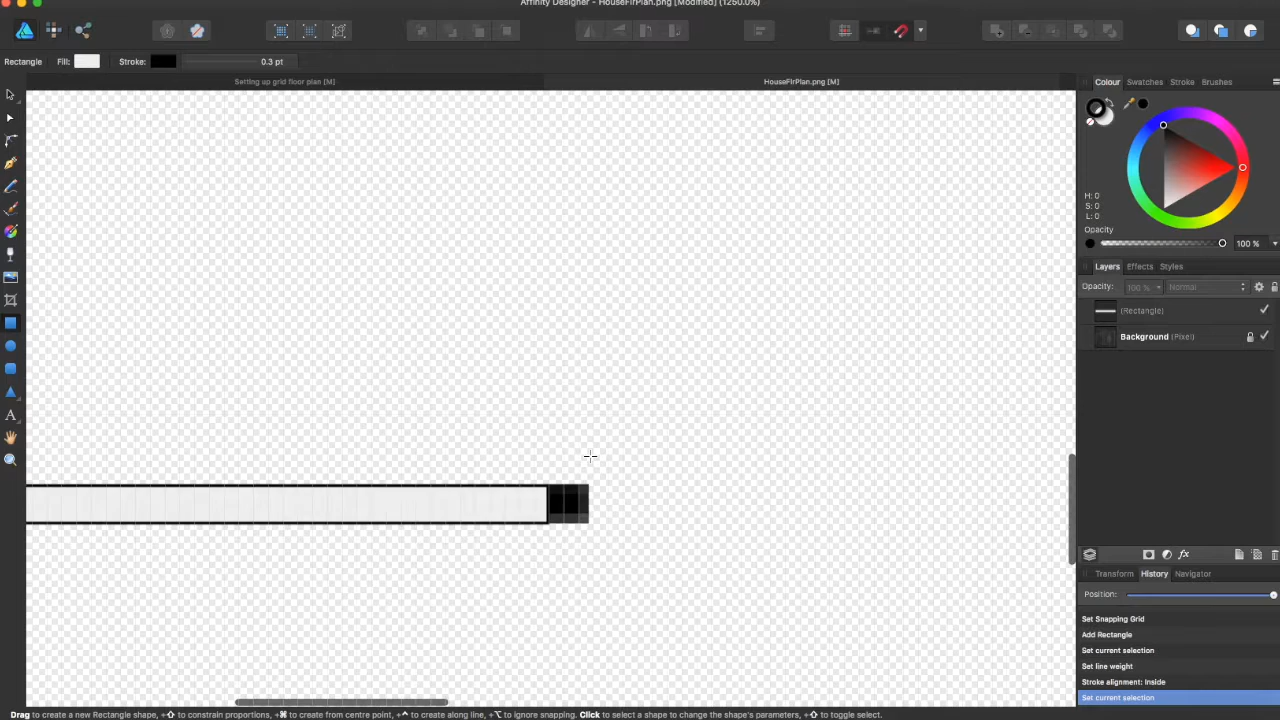 Affinity Designer - HouseFlrPlan.png [Modified] (1250.0%)
Rectangle Fill: Stroke: 0.3 pt
Setting up grid floor plan [M] HouseFlrPlan.png [M]
Colour Swatches Stroke Brushes
H: 0
S: 0
L: 0
Opacity
100 %
Layers Effects Styles
Opacity: 100 % Normal
(Rectangle)
Background (Pixel)
fx
Transform History Navigator
Position:
Set Snapping Grid
Add Rectangle
Set current selection
Set line weight
Stroke alignment: Inside
Set current selection
Drag to create a new Rectangle shape, +⇧ to constrain proportions, +⌘ to create from centre point, +⌃ to create along line, +⌥ to ignore snapping. Click to select a shape to change the shape's parameters, +⇧ to toggle select.